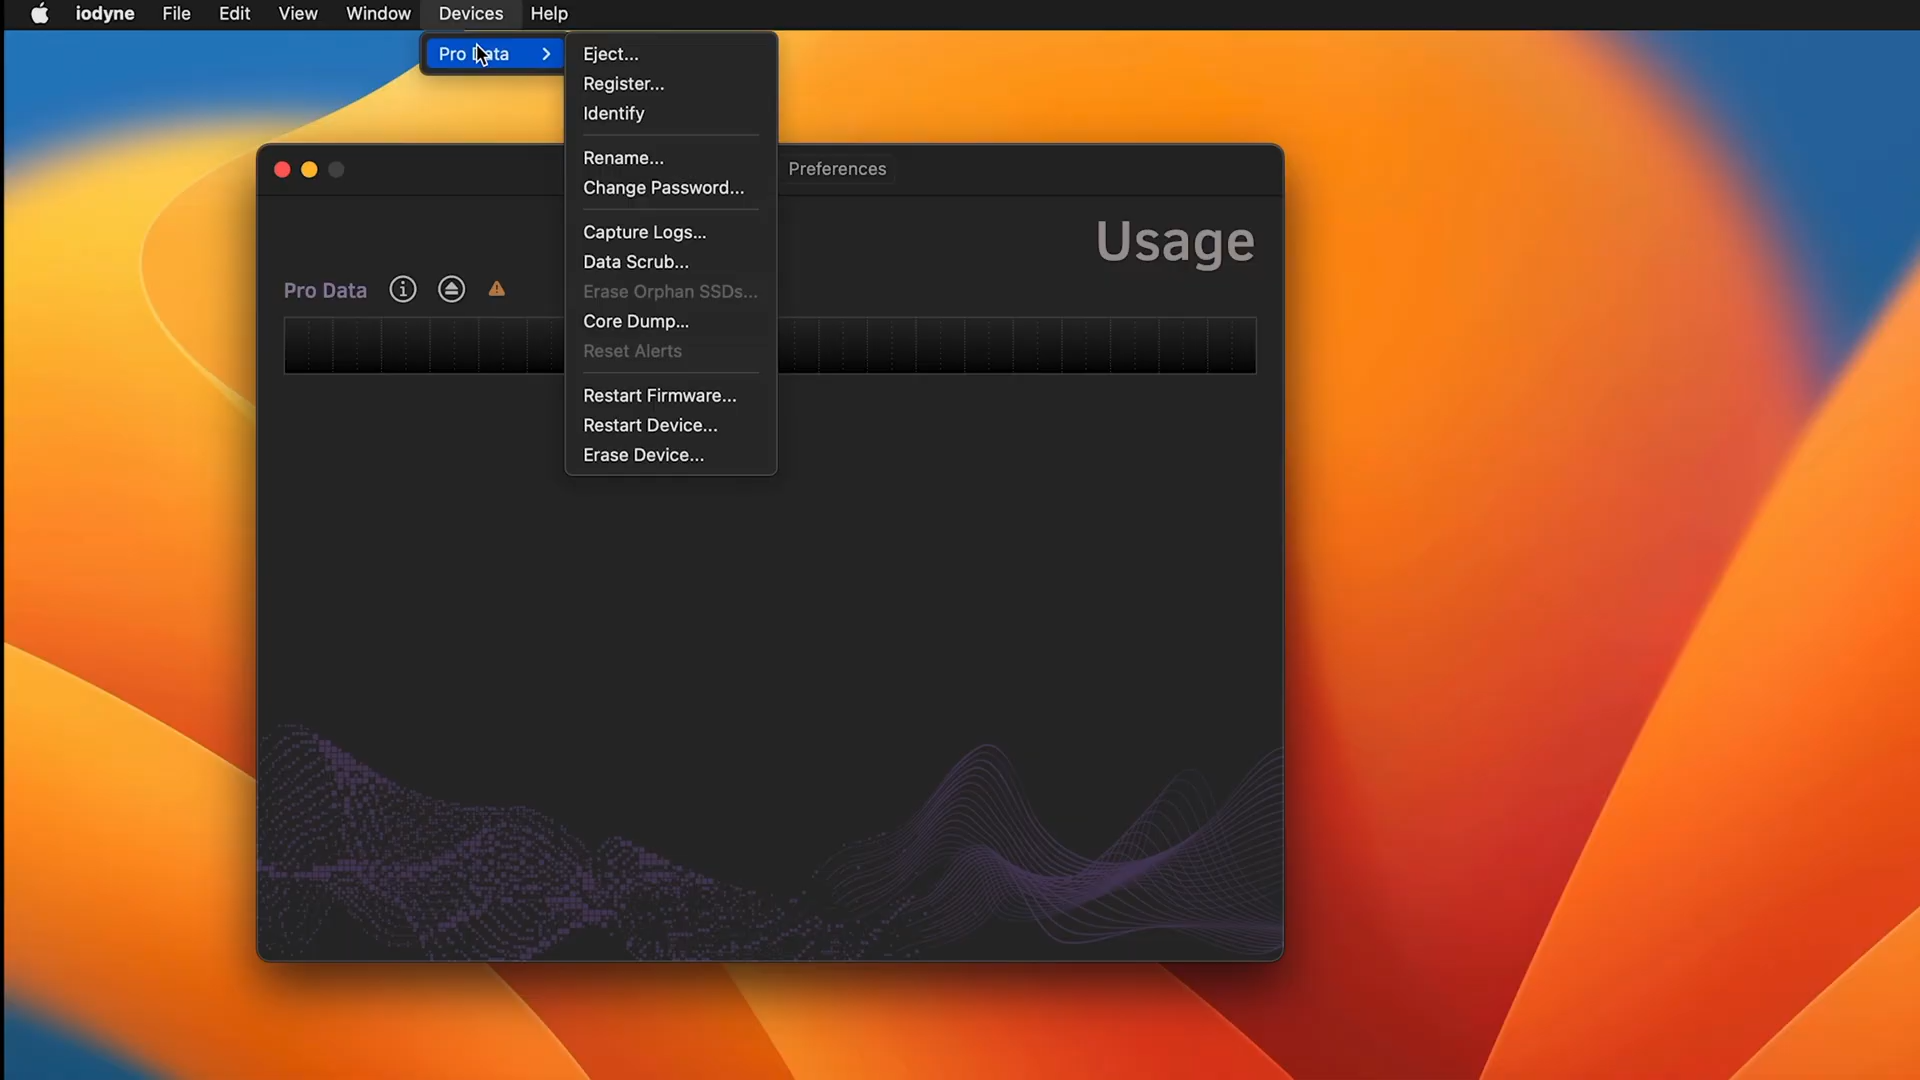 iodyne File Edit View Window Devices Help
Pro Data
Eject...
Register...
Identify
Rename...
Change Password...
Capture Logs...
Data Scrub...
Erase Orphan SSDs...
Core Dump...
Reset Alerts
Restart Firmware...
Restart Device...
Erase Device...
Preferences
Usage
Pro Data